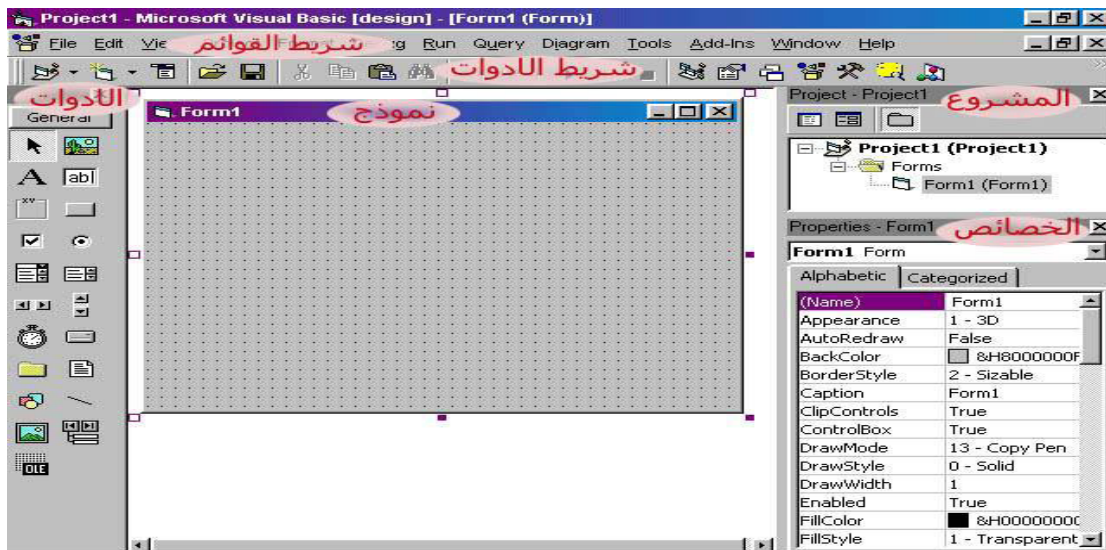 Project1 - Microsoft Visual Basic [design] - [Form1 (Form)]
File Edit شريط القوائم Run Query Diagram Tools Add-Ins Window Help
شريط الادوات
الادوات
General
Form1
نموذج
Project - Project1
المشروع
Project1 (Project1)
Forms
Form1 (Form1)
Properties - Form1
الخصائص
Form1 Form
Alphabetic Categorized
(Name) Form1
Appearance 1 - 3D
AutoRedraw False
BackColor &H8000000F
BorderStyle 2 - Sizable
Caption Form1
ClipControls True
ControlBox True
DrawMode 13 - Copy Pen
DrawStyle 0 - Solid
DrawWidth 1
Enabled True
FillColor &H00000000
FillStyle 1 - Transparent
A
ab
xv
OLE